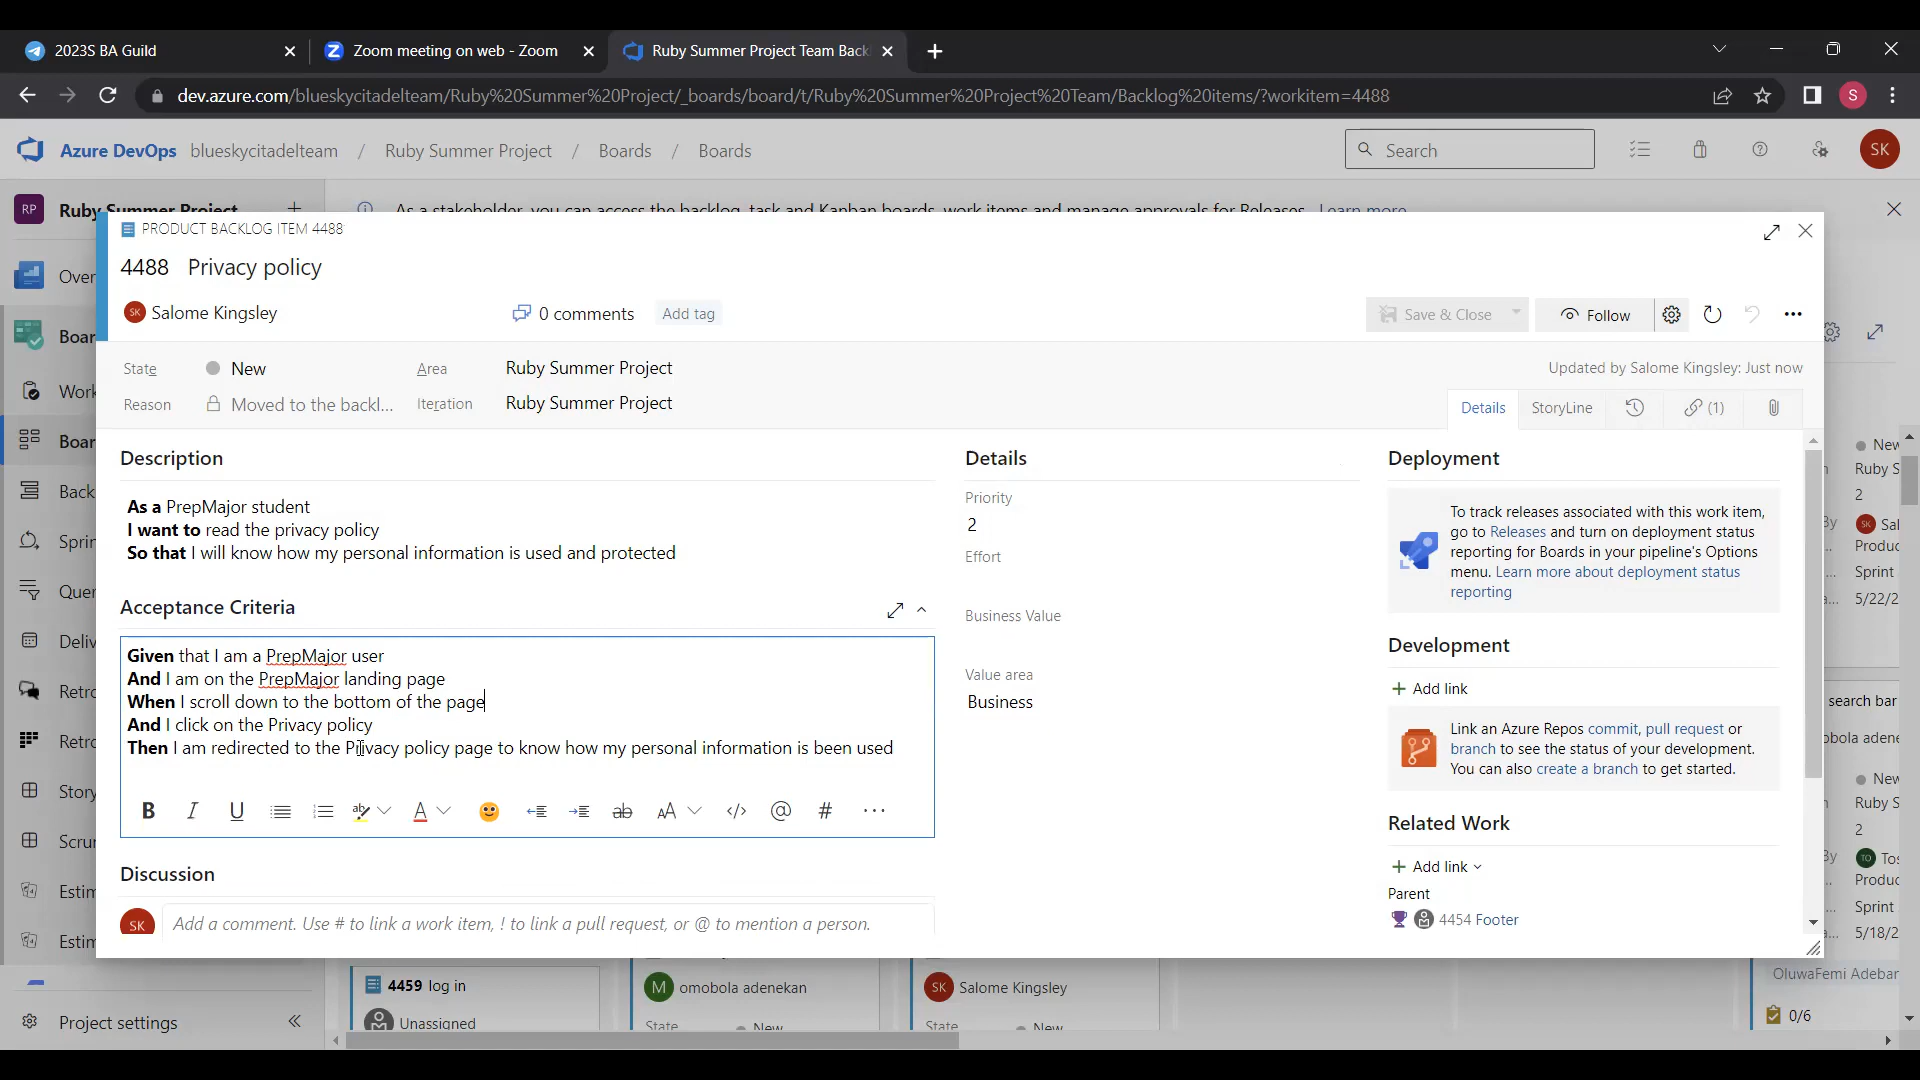 2023S BA Guild
Zoom meeting on web - Zoom
Ruby Summer Project Team Back
dev.azure.com/blueskycitadelteam/Ruby%20Summer%20Project/_boards/board/t/Ruby%20Summer%20Project%20Team/Backlog%20items/?workitem=4488
S
Azure DevOps blueskycitadelteam / Ruby Summer Project / Boards / Boards
Search
SK
RP Ruby Summer Project
As a stakeholder, you can access the backlog, task and Kanban boards, work items and manage approvals for Releases. Learn more
PRODUCT BACKLOG ITEM 4488
4488 Privacy policy
SK Salome Kingsley
0 comments
Add tag
Save & Close
Follow
State New
Area Ruby Summer Project
Updated by Salome Kingsley: Just now
Reason Moved to the backl...
Iteration Ruby Summer Project
Details
StoryLine
(1)
Description
As a PrepMajor student
I want to read the privacy policy
So that I will know how my personal information is used and protected
Acceptance Criteria
Given that I am a PrepMajor user
And I am on the PrepMajor landing page
When I scroll down to the bottom of the page
And I click on the Privacy policy
Then I am redirected to the Privacy policy page to know how my personal information is been used
B I U
A
ab
AA
</>
@
#
Discussion
SK Add a comment. Use # to link a work item, ! to link a pull request, or @ to mention a person.
Details
Priority
2
Effort
Business Value
Value area
Business
Deployment
To track releases associated with this work item,
go to Releases and turn on deployment status
reporting for Boards in your pipeline's Options
menu. Learn more about deployment status
reporting
Development
Add link
Link an Azure Repos commit, pull request or
branch to see the status of your development.
You can also create a branch to get started.
Related Work
Add link
Parent
4454 Footer
Over
Boar
Work
Boar
Back
Sprin
Quer
Deliv
Retro
Retro
Story
Scru
Estim
Estim
Project settings
4459 log in
Unassigned
M omobola adenekan
State New
SK Salome Kingsley
State New
New
Ruby S
2
By SK Sal
Produc
Sprint
5/22/2
search bar
obola adene
New
Ruby S
2
By TO Tos
Produc
Sprint
5/18/2
OluwaFemi Adebar
0/6